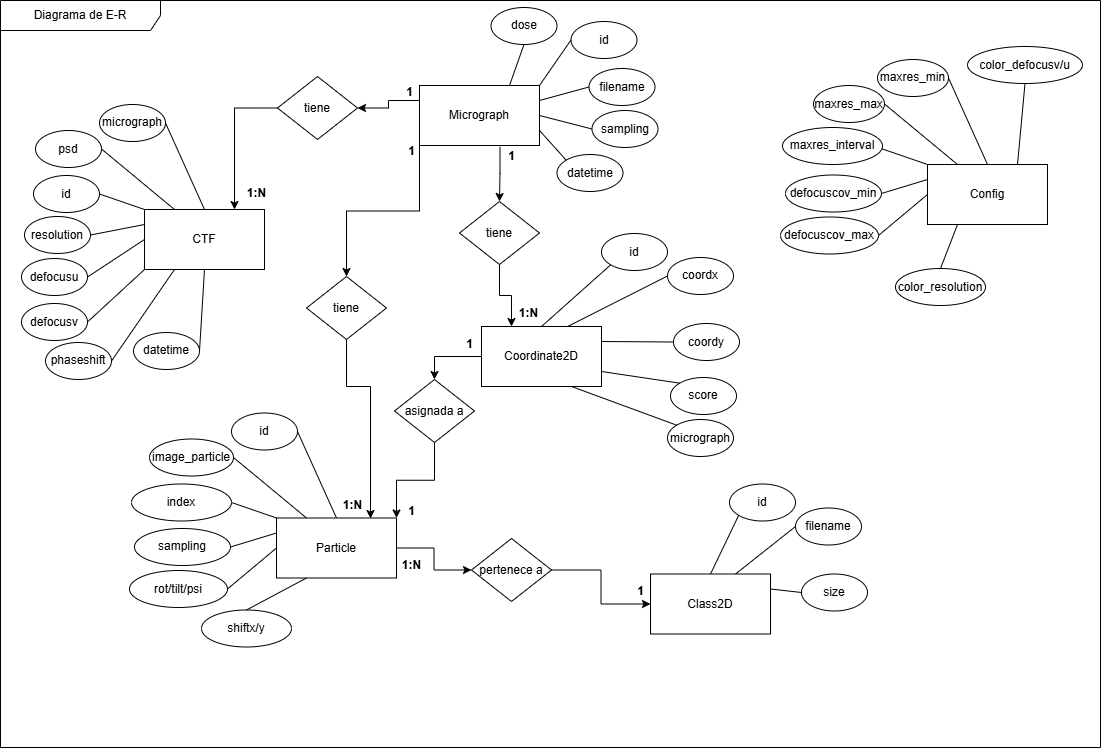 Diagrama de E-R
dose
id
filename
sampling
datetime
Micrograph
1
1
1
tiene
1:N
micrograph
psd
id
resolution
defocusu
defocusv
phaseshift
datetime
CTF
tiene
tiene
1:N
id
coordx
coordy
score
micrograph
Coordinate2D
1
asignada a
color_defocusv/u
maxres_min
maxres_max
maxres_interval
defocuscov_min
defocuscov_max
color_resolution
Config
id
image_particle
index
sampling
rot/tilt/psi
shiftx/y
1:N
1
Particle
1:N
pertenece a
1
id
filename
size
Class2D